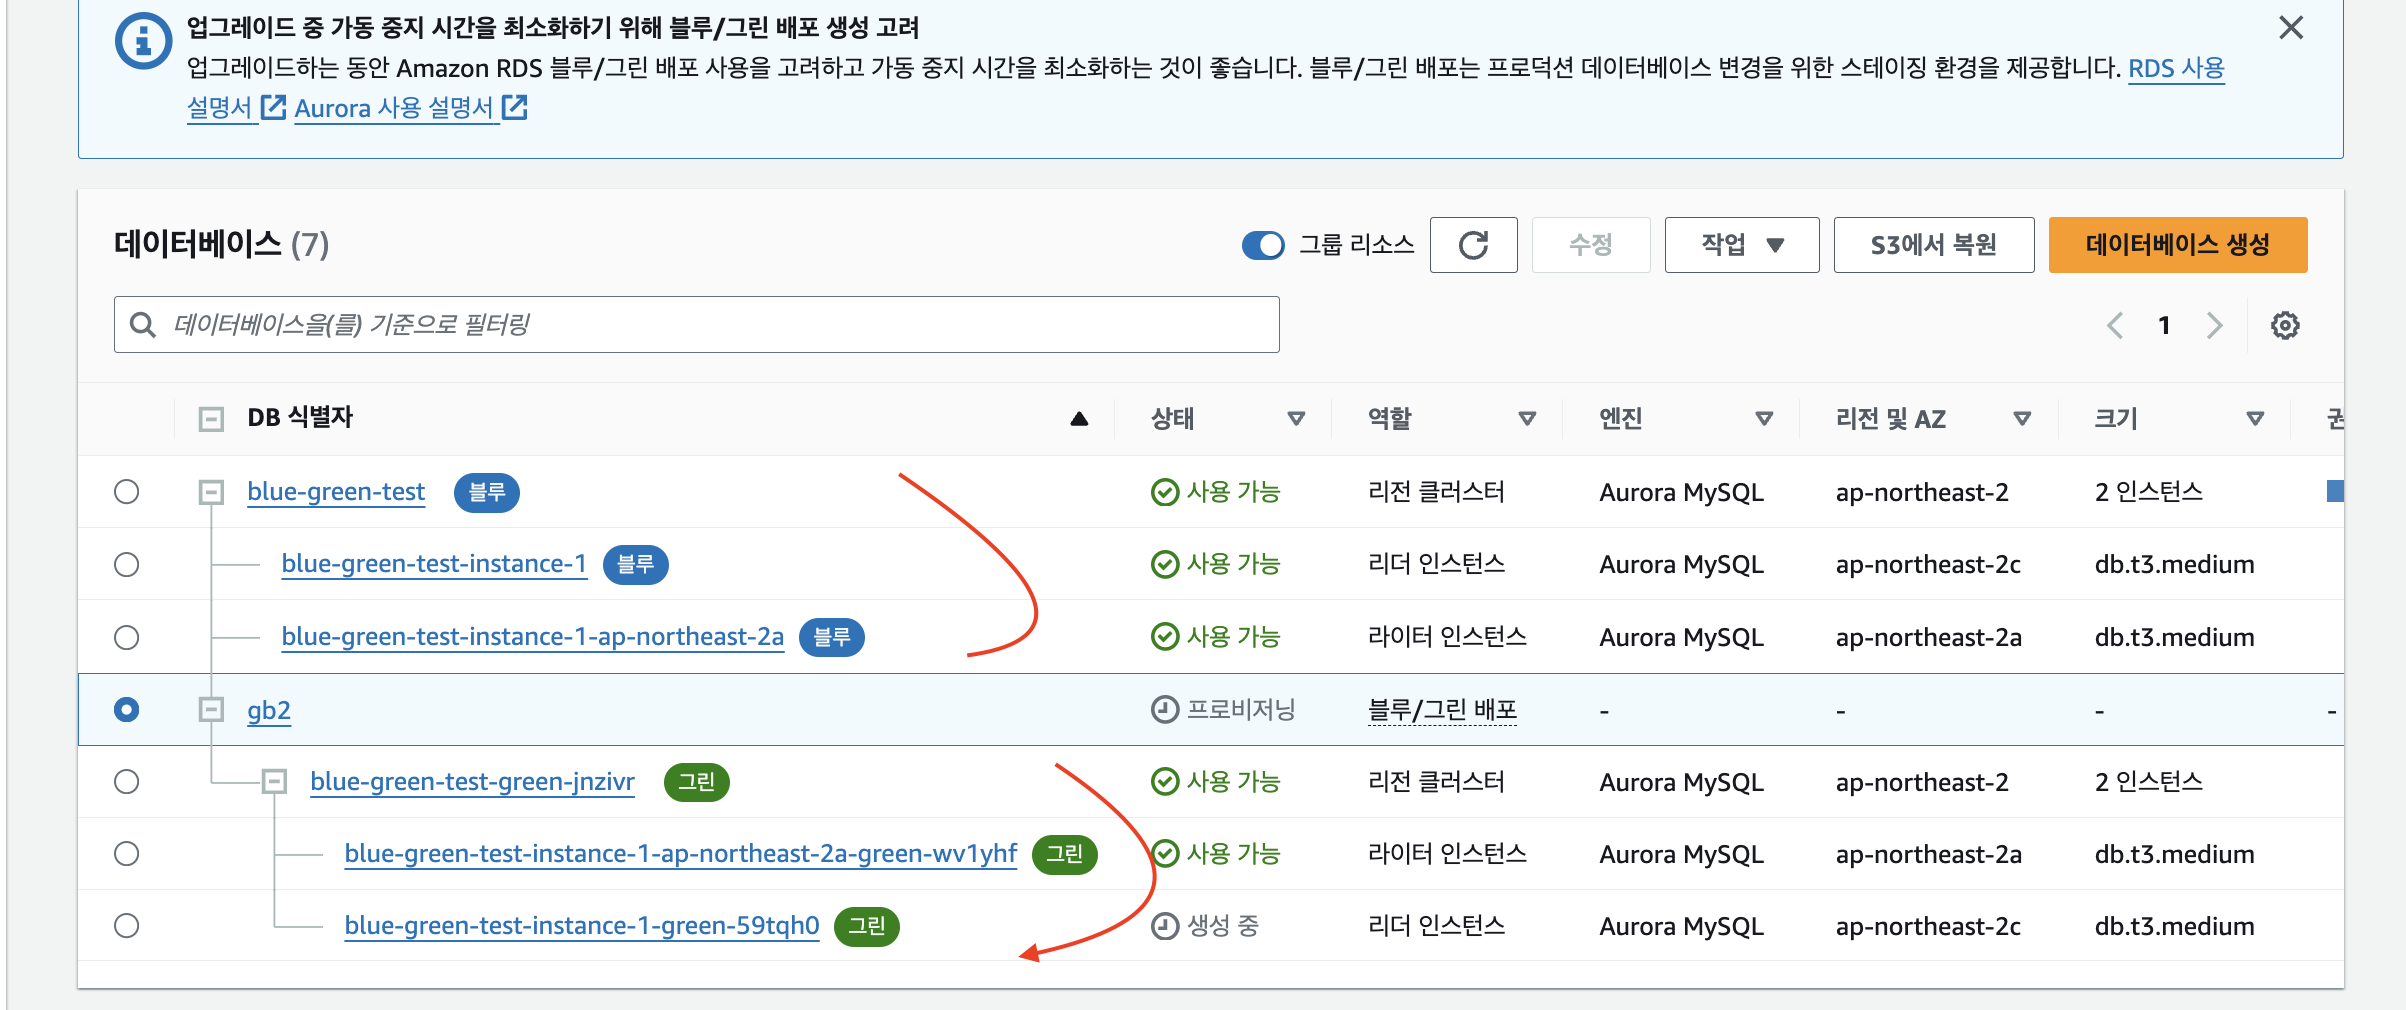 업그레이드 중 가동 중지 시간을 최소화하기 위해 블루/그린 배포 생성 고려
업그레이드하는 동안 Amazon RDS 블루/그린 배포 사용을 고려하고 가동 중지 시간을 최소화하는 것이 좋습니다. 블루/그린 배포는 프로덕션 데이터베이스 변경을 위한 스테이징 환경을 제공합니다. RDS 사용
설명서 Aurora 사용 설명서
데이터베이스 (7) 그룹 리소스 수정 작업 S3에서 복원 데이터베이스 생성
데이터베이스을(를) 기준으로 필터링 1
DB 식별자 상태 역할 엔진 리전 및 AZ 크기
blue-green-test 블루 사용 가능 리전 클러스터 Aurora MySQL ap-northeast-2 2 인스턴스
blue-green-test-instance-1 블루 사용 가능 리더 인스턴스 Aurora MySQL ap-northeast-2c db.t3.medium
blue-green-test-instance-1-ap-northeast-2a 블루 사용 가능 라이터 인스턴스 Aurora MySQL ap-northeast-2a db.t3.medium
gb2 프로비저닝 블루/그린 배포 - - - -
blue-green-test-green-jnzivr 그린 사용 가능 리전 클러스터 Aurora MySQL ap-northeast-2 2 인스턴스
blue-green-test-instance-1-ap-northeast-2a-green-wv1yhf 그린 사용 가능 라이터 인스턴스 Aurora MySQL ap-northeast-2a db.t3.medium
blue-green-test-instance-1-green-59tqh0 그린 생성 중 리더 인스턴스 Aurora MySQL ap-northeast-2c db.t3.medium